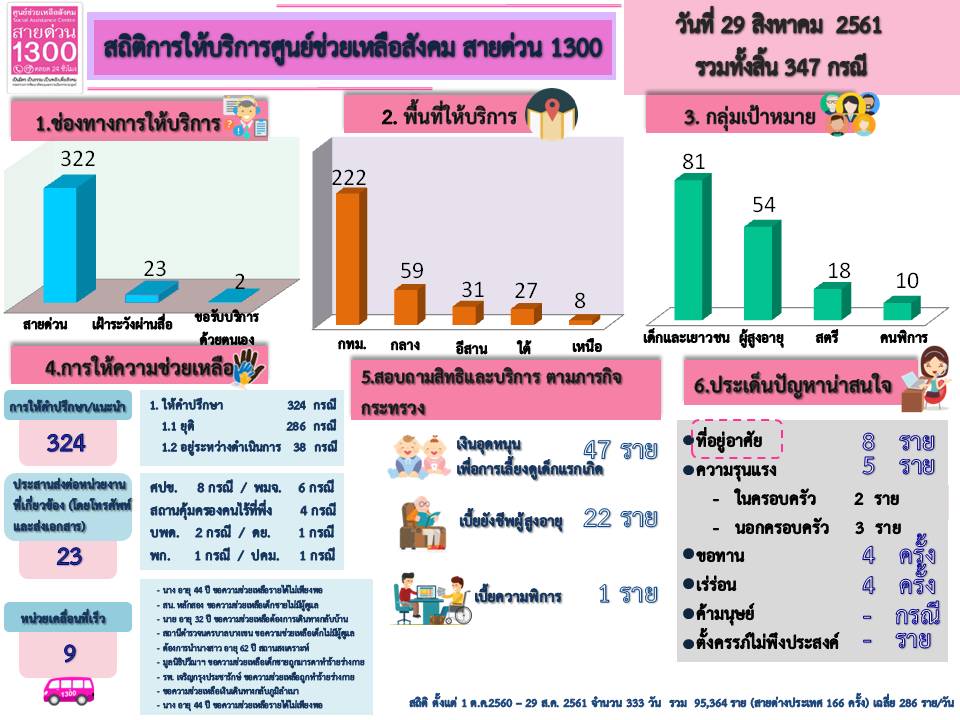 ศูนย์ช่วยเหลือสังคม
Social Assistance Centre
สายด่วน
1300
ตลอด 24 ชั่วโมง
สถิติการให้บริการศูนย์ช่วยเหลือสังคม สายด่วน 1300
วันที่ 29 สิงหาคม 2561
รวมทั้งสิ้น 347 กรณี
1.ช่องทางการให้บริการ
322
23
2
สายด่วน
เฝ้าระวังผ่านสื่อ
ขอรับบริการ
ด้วยตนเอง
2. พื้นที่ให้บริการ
222
59
31
27
8
กทม.
กลาง
อีสาน
ใต้
เหนือ
3. กลุ่มเป้าหมาย
81
54
18
10
เด็กและเยาวชน
ผู้สูงอายุ
สตรี
คนพิการ
4.การให้ความช่วยเหลือ
การให้คำปรึกษา/แนะนำ
324
1. ให้คำปรึกษา 324 กรณี
1.1 ยุติ 286 กรณี
1.2 อยู่ระหว่างดำเนินการ 38 กรณี
ประสานส่งต่อหน่วยงาน
ที่เกี่ยวข้อง (โดยโทรศัพท์
และส่งเอกสาร)
23
ศปช. 8 กรณี / พมจ. 6 กรณี
สถานคุ้มครองคนไร้ที่พึ่ง 4 กรณี
บพด. 2 กรณี / ดย. 1 กรณี
พก. 1 กรณี / ปคม. 1 กรณี
หน่วยเคลื่อนที่เร็ว
9
1300
- นาง อายุ 44 ปี ขอความช่วยเหลือรายได้ไม่เพียงพอ
- สน. หลักสอง ขอความช่วยเหลือเด็กชายไม่มีผู้ดูแล
- นาย อายุ 32 ปี ขอความช่วยเหลือต้องการเดินทางกลับบ้าน
- สถานีตำรวจนครบาลบางเขน ขอความช่วยเหลือเด็กไม่มีผู้ดูแล
- ต้องการนำนางสาว อายุ 62 ปี สถานสงเคราะห์
- มูลนิธิปวีณาฯ ขอความช่วยเหลือเด็กชายถูกมารดาทำร้ายร่างกาย
- รพ. เจริญกรุงประชารักษ์ ขอความช่วยเหลือถูกทำร้ายร่างกาย
- ขอความช่วยเหลือเงินเดินทางกลับภูมิลำเนา
- นาง อายุ 44 ปี ขอความช่วยเหลือรายได้ไม่เพียงพอ
5.สอบถามสิทธิและบริการ ตามภารกิจ
กระทรวง
เงินอุดหนุน
เพื่อการเลี้ยงดูเด็กแรกเกิด
47 ราย
เบี้ยยังชีพผู้สูงอายุ 22 ราย
เบี้ยความพิการ 1 ราย
6.ประเด็นปัญหาน่าสนใจ
ที่อยู่อาศัย 8 ราย
ความรุนแรง 5 ราย
- ในครอบครัว 2 ราย
- นอกครอบครัว 3 ราย
ขอทาน 4 ครั้ง
เร่ร่อน 4 ครั้ง
ค้ามนุษย์ - กรณี
ตั้งครรภ์ไม่พึงประสงค์ - ราย
สถิติ ตั้งแต่ 1 ต.ค.2560 – 29 ส.ค. 2561 จำนวน 333 วัน รวม 95,364 ราย (สายต่างประเทศ 166 ครั้ง) เฉลี่ย 286 ราย/วัน